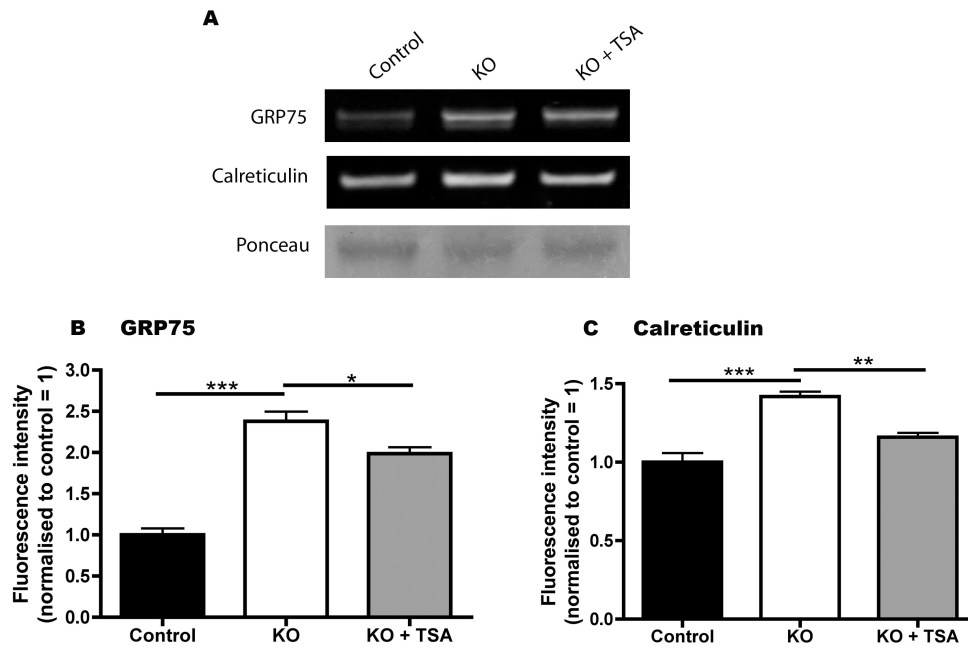 A
Control
KO
KO + TSA
GRP75
Calreticulin
Ponceau
B GRP75
Fluorescence intensity
(normalised to control = 1)
3.0
2.5
2.0
1.5
1.0
0.5
0.0
***
*
Control KO KO + TSA
C Calreticulin
Fluorescence intensity
(normalised to control = 1)
1.5
1.0
0.5
0.0
***
**
Control KO KO + TSA